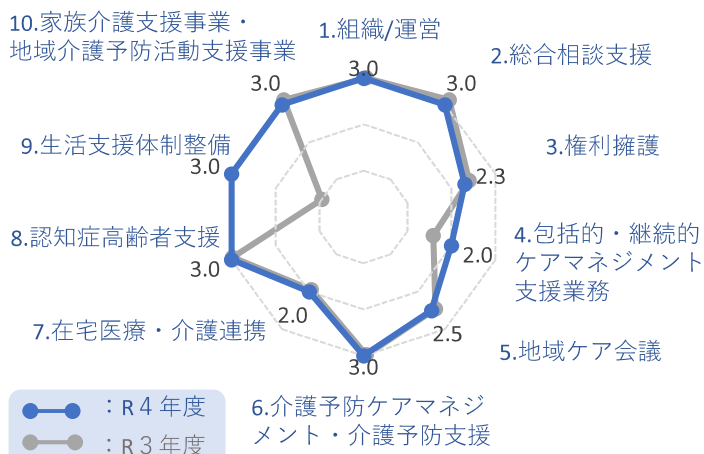 10.家族介護支援事業・
地域介護予防活動支援事業
1.組織/運営
2.総合相談支援
3.0
3.0
3.0
9.生活支援体制整備
3.0
3.権利擁護
2.3
8.認知症高齢者支援
3.0
4.包括的・継続的
ケアマネジメント
支援業務
2.0
7.在宅医療・介護連携
2.0
2.5
5.地域ケア会議
3.0
6.介護予防ケアマネジ
メント・介護予防支援
：R４年度
：R３年度